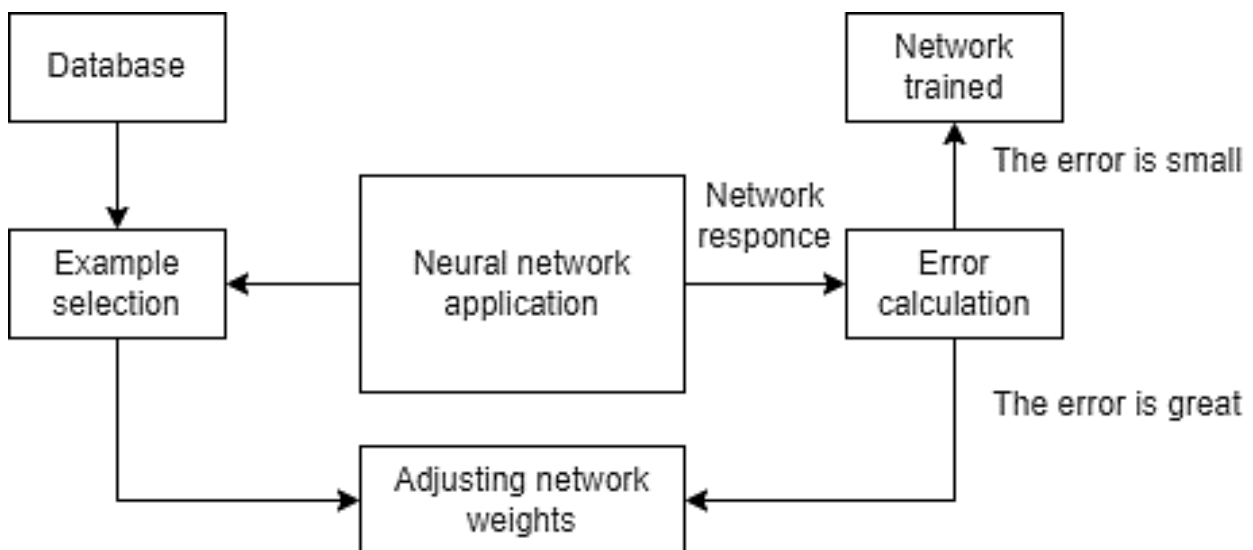 Database
Network
trained
The error is small
Example
selection
Neural network
application
Network
responce
Error
calculation
The error is great
Adjusting network
weights